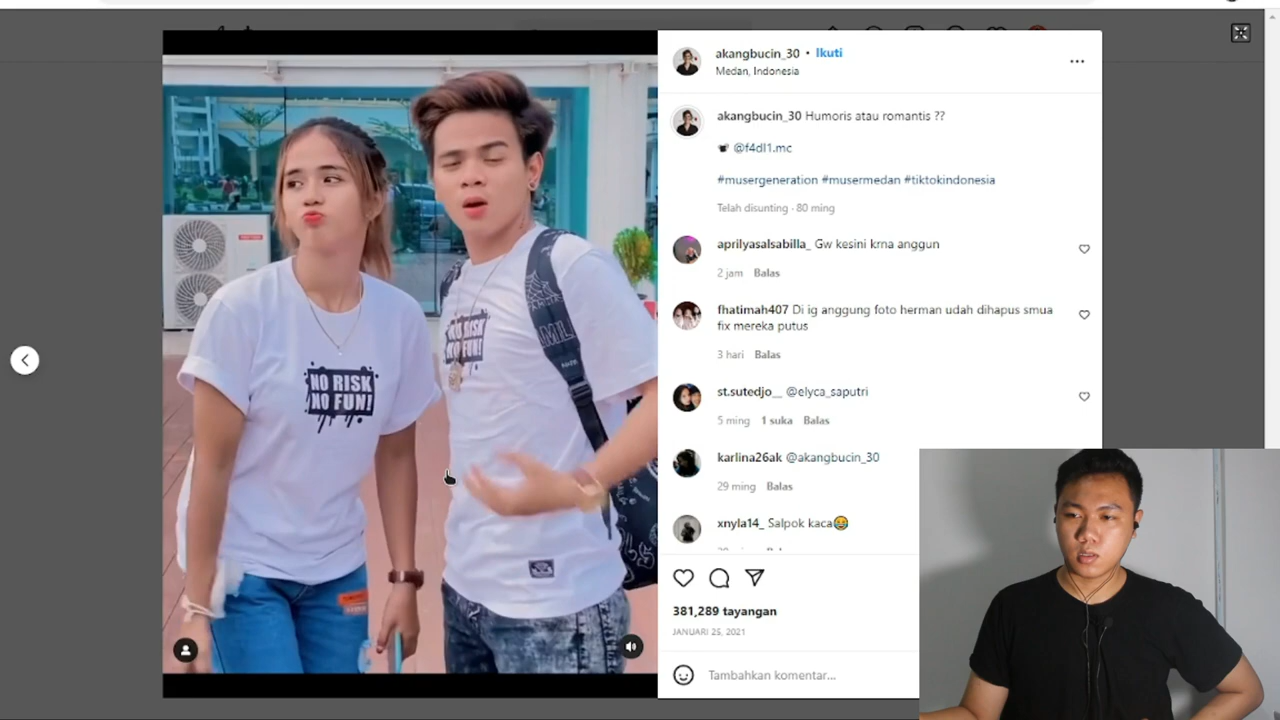 akangbucin_30 • Ikuti
Medan, Indonesia
akangbucin_30 Humoris atau romantis ??
@f4dl1.mc
#musergeneration #musermedan #tiktokindonesia
Telah disunting · 80 ming
aprilyasalsabilla_ Gw kesini krna anggun
2 jam Balas
fhatimah407 Di ig anggung foto herman udah dihapus smua
fix mereka putus
3 hari Balas
st.sutedjo__ @elyca_saputri
5 ming 1 suka Balas
karlina26ak @akangbucin_30
29 ming Balas
xnyla14_ Salpok kaca😂
381,289 tayangan
JANUARI 25, 2021
Tambahkan komentar...
NO RISK
NO FUN!
NO RISK
NO FUN!